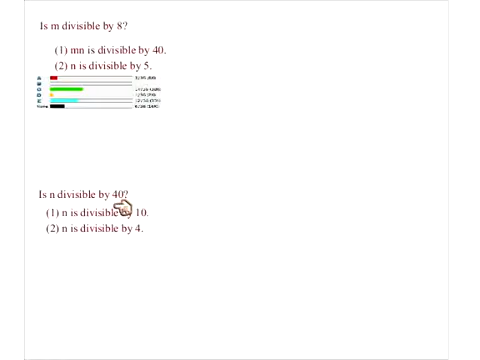 Is m divisible by 8?
(1) mn is divisible by 40.
(2) n is divisible by 5.
Is n divisible by 40?
(1) n is divisible by 10.
(2) n is divisible by 4.